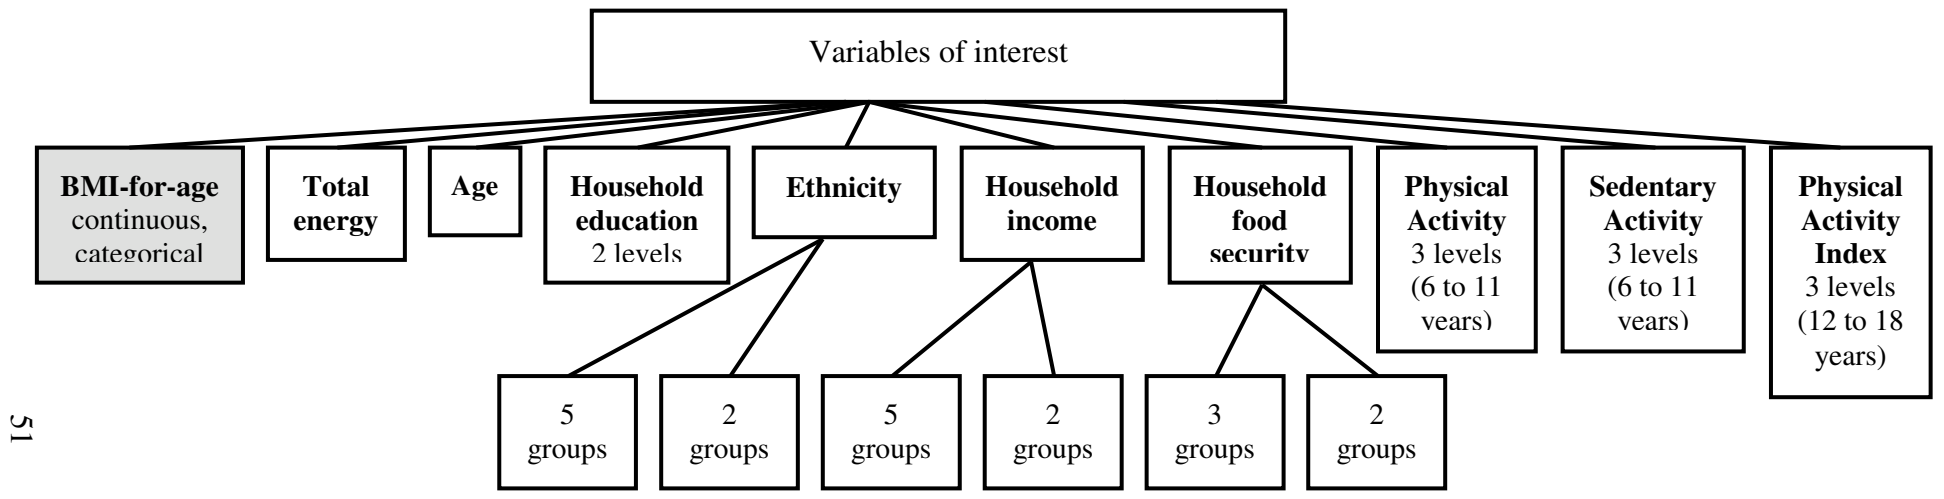 Variables of interest
BMI-for-age
continuous,
categorical
Total
energy
Age
Household
education
2 levels
Ethnicity
Household
income
Household
food
security
Physical
Activity
3 levels
(6 to 11
years)
Sedentary
Activity
3 levels
(6 to 11
years)
Physical
Activity
Index
3 levels
(12 to 18
years)
5
groups
2
groups
5
groups
2
groups
3
groups
2
groups
51